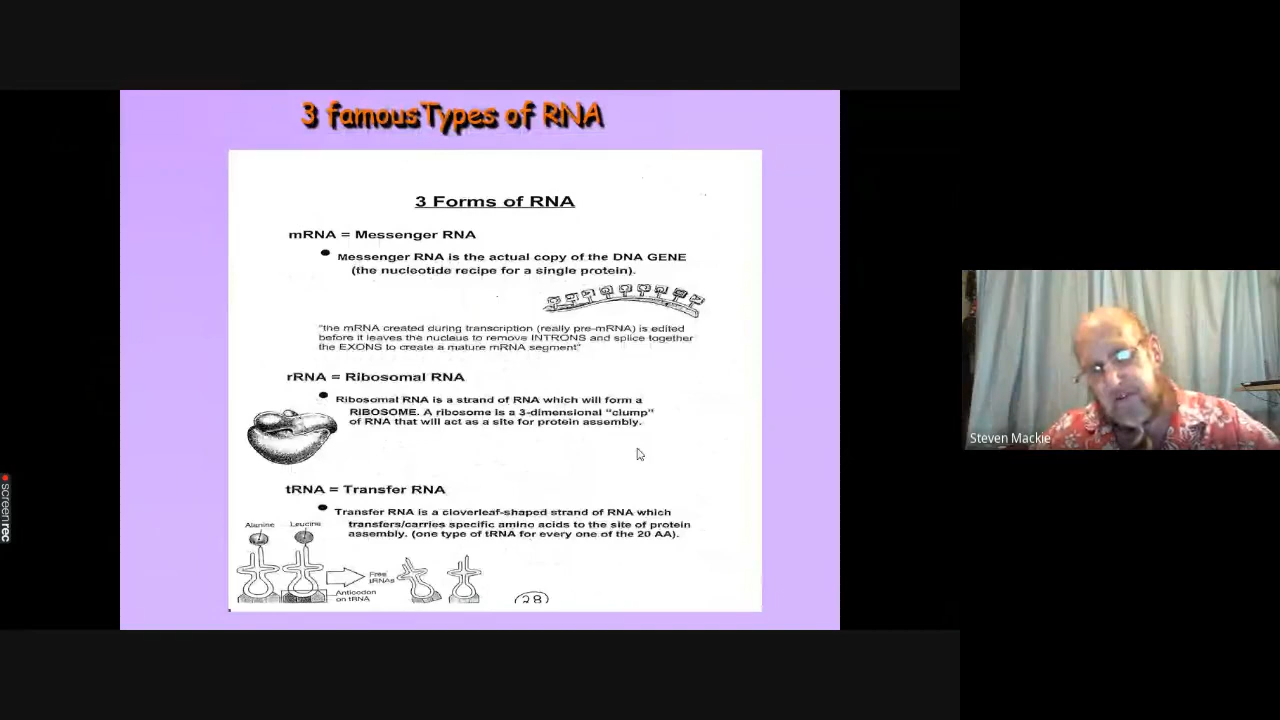 3 famousTypes of RNA
3 Forms of RNA
mRNA = Messenger RNA
● Messenger RNA is the actual copy of the DNA GENE
(the nucleotide recipe for a single protein).
"the mRNA created during transcription (really pre-mRNA) is edited
before it leaves the nucleus to remove INTRONS and splice together
the EXONS to create a mature mRNA segment"
rRNA = Ribosomal RNA
● Ribosomal RNA is a strand of RNA which will form a
RIBOSOME. A ribosome is a 3-dimensional "clump"
of RNA that will act as a site for protein assembly.
tRNA = Transfer RNA
● Transfer RNA is a cloverleaf-shaped strand of RNA which
transfers/carries specific amino acids to the site of protein
assembly. (one type of tRNA for every one of the 20 AA).
Alanine Leucine
Free
tRNAs
Anticodon
on tRNA
28
Steven Mackie
screenrec